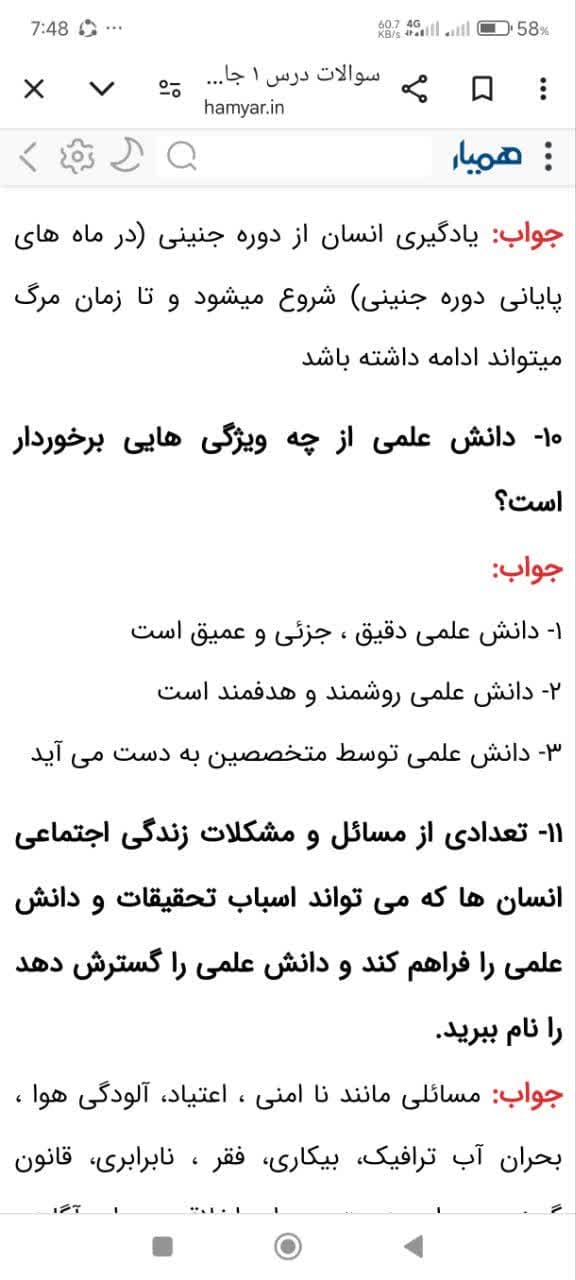 7:48 ... 60.7 KB/s 4G 58%
سوالات درس ۱ جا...
hamyar.in
همیار
جواب: یادگیری انسان از دوره جنینی (در ماه های
پایانی دوره جنینی) شروع میشود و تا زمان مرگ
میتواند ادامه داشته باشد
۱۰- دانش علمی از چه ویژگی هایی برخوردار
است؟
جواب:
۱- دانش علمی دقیق ، جزئی و عمیق است
۲- دانش علمی روشمند و هدفمند است
۳- دانش علمی توسط متخصصین به دست می آید
۱۱- تعدادی از مسائل و مشکلات زندگی اجتماعی
انسان ها که می تواند اسباب تحقیقات و دانش
علمی را فراهم کند و دانش علمی را گسترش دهد
را نام ببرید.
جواب: مسائلی مانند نا امنی ، اعتیاد، آلودگی هوا ،
بحران آب ترافیک، بیکاری، فقر ، نابرابری، قانون